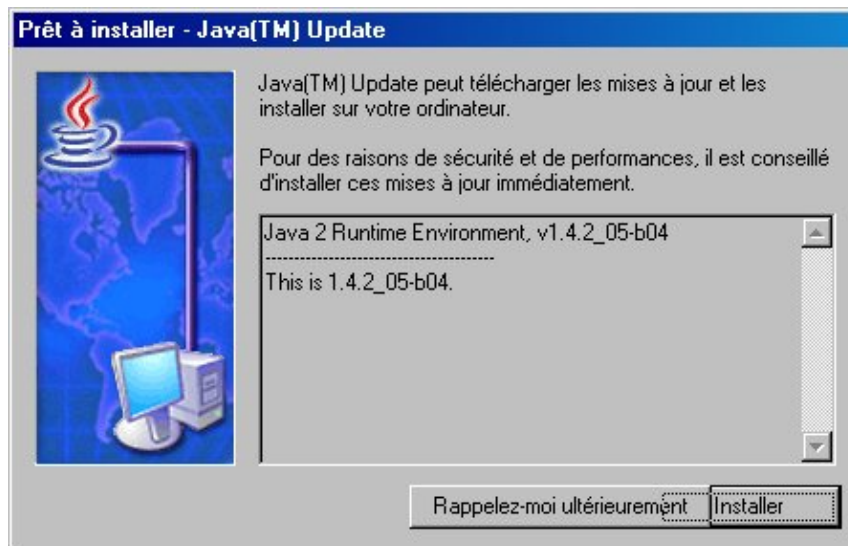 Prêt à installer - Java(TM) Update
Java(TM) Update peut télécharger les mises à jour et les
installer sur votre ordinateur.
Pour des raisons de sécurité et de performances, il est conseillé
d'installer ces mises à jour immédiatement.
Java 2 Runtime Environment, v1.4.2_05-b04
----------------------------------------
This is 1.4.2_05-b04.
Rappelez-moi ultérieurement
Installer